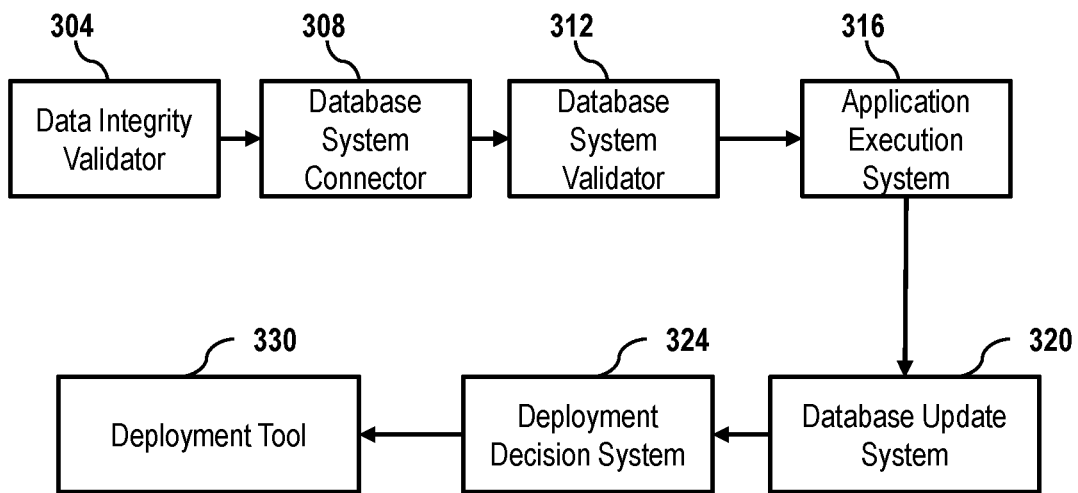 304
308
312
316
Data Integrity
Validator
Database
System
Connector
Database
System
Validator
Application
Execution
System
330
324
320
Deployment Tool
Deployment
Decision System
Database Update
System